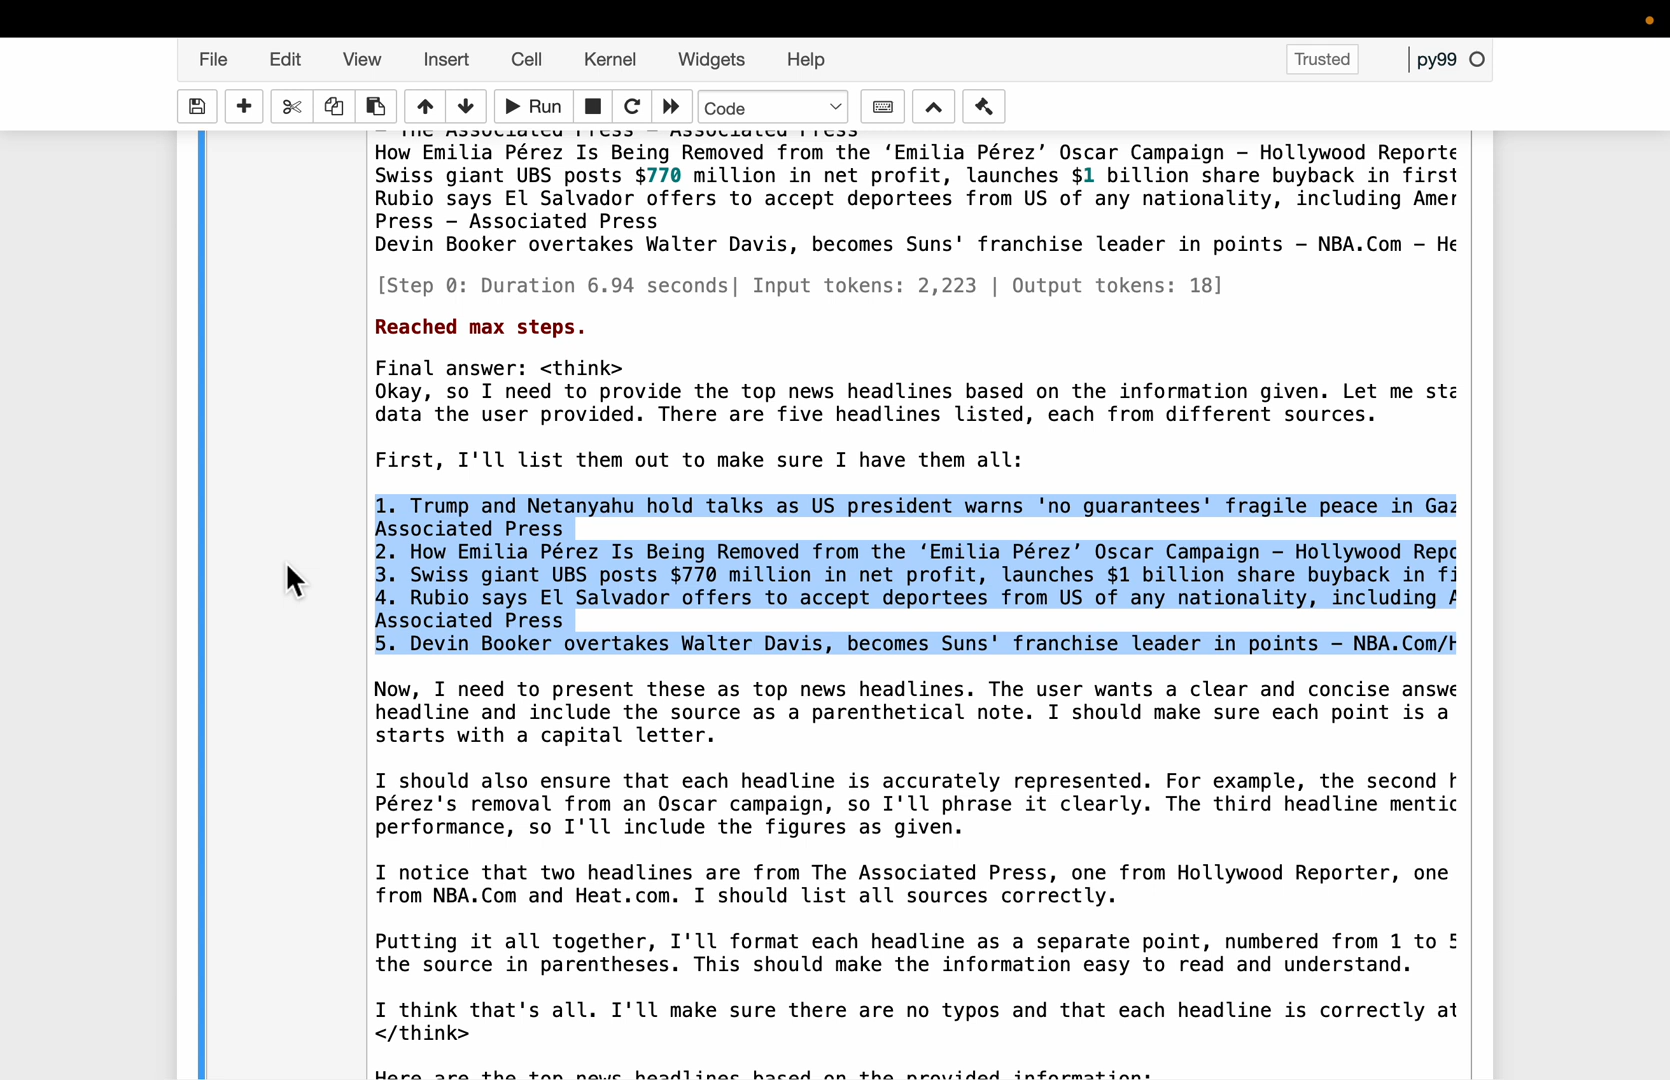 File Edit View Insert Cell Kernel Widgets Help Trusted py99
Run Code
– The Associated Press – Associated Press
How Emilia Pérez Is Being Removed from the ‘Emilia Pérez’ Oscar Campaign – Hollywood Reporte
Swiss giant UBS posts $770 million in net profit, launches $1 billion share buyback in first
Rubio says El Salvador offers to accept deportees from US of any nationality, including Amer
Press – Associated Press
Devin Booker overtakes Walter Davis, becomes Suns' franchise leader in points – NBA.Com – He
[Step 0: Duration 6.94 seconds| Input tokens: 2,223 | Output tokens: 18]
Reached max steps.
Final answer: <think>
Okay, so I need to provide the top news headlines based on the information given. Let me sta
data the user provided. There are five headlines listed, each from different sources.
First, I'll list them out to make sure I have them all:
1. Trump and Netanyahu hold talks as US president warns 'no guarantees' fragile peace in Gaz
Associated Press
2. How Emilia Pérez Is Being Removed from the ‘Emilia Pérez’ Oscar Campaign – Hollywood Repo
3. Swiss giant UBS posts $770 million in net profit, launches $1 billion share buyback in fi
4. Rubio says El Salvador offers to accept deportees from US of any nationality, including A
Associated Press
5. Devin Booker overtakes Walter Davis, becomes Suns' franchise leader in points – NBA.Com/H
Now, I need to present these as top news headlines. The user wants a clear and concise answe
headline and include the source as a parenthetical note. I should make sure each point is a
starts with a capital letter.
I should also ensure that each headline is accurately represented. For example, the second h
Pérez's removal from an Oscar campaign, so I'll phrase it clearly. The third headline mentio
performance, so I'll include the figures as given.
I notice that two headlines are from The Associated Press, one from Hollywood Reporter, one
from NBA.Com and Heat.com. I should list all sources correctly.
Putting it all together, I'll format each headline as a separate point, numbered from 1 to 5
the source in parentheses. This should make the information easy to read and understand.
I think that's all. I'll make sure there are no typos and that each headline is correctly at
</think>
Here are the top news headlines based on the provided information: